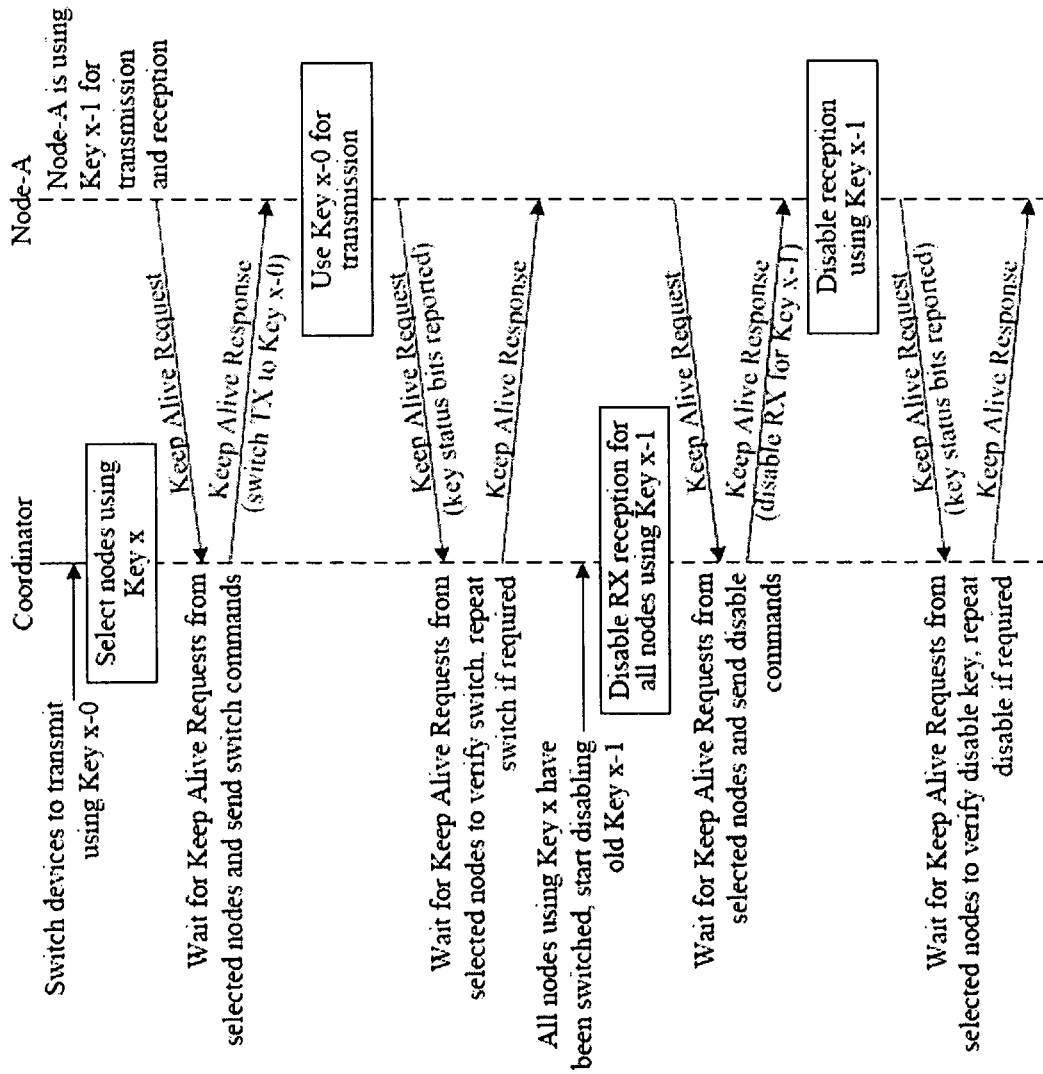 Coordinator
Node-A
Node-A is using
Key x-1 for
transmission
and reception
Switch devices to transmit
using Key x-0
Select nodes using
Key x
Keep Alive Request
Wait for Keep Alive Requests from
selected nodes and send switch commands
Keep Alive Response
(switch TX to Key x-0)
Use Key x-0 for
transmission
Keep Alive Request
(key status bits reported)
Wait for Keep Alive Requests from
selected nodes to verify switch, repeat
switch if required
Keep Alive Response
All nodes using Key x have
been switched, start disabling
old Key x-1
Disable RX reception for
all nodes using Key x-1
Keep Alive Request
Wait for Keep Alive Requests from
selected nodes and send disable
commands
Keep Alive Response
(disable RX for Key x-1)
Disable reception
using Key x-1
Keep Alive Request
(key status bits reported)
Wait for Keep Alive Requests from
selected nodes to verify disable key, repeat
disable if required
Keep Alive Response